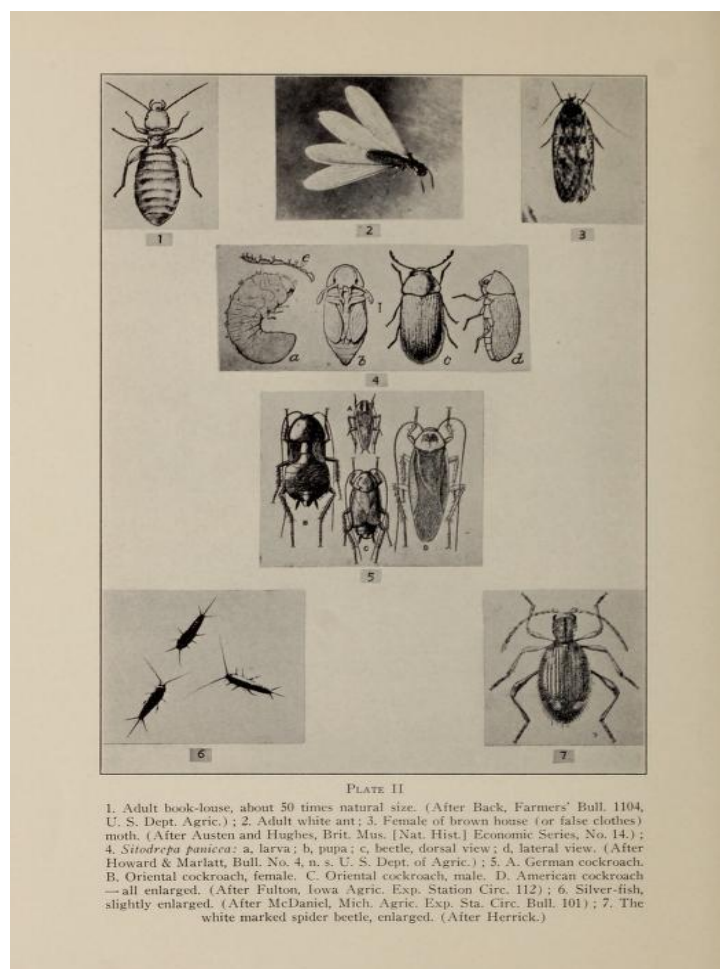 1
2
3
e
a
b
c
d
4
A
B
C
D
5
6
7
PLATE II
1. Adult book-louse, about 50 times natural size. (After Back, Farmers' Bull. 1104,
U. S. Dept. Agric.) ; 2. Adult white ant ; 3. Female of brown house (or false clothes)
moth. (After Austen and Hughes, Brit. Mus. [Nat. Hist.] Economic Series, No. 14.) ;
4. Sitodrepa panicea: a, larva ; b, pupa ; c, beetle, dorsal view ; d, lateral view. (After
Howard & Marlatt, Bull. No. 4, n. s. U. S. Dept. of Agric.) ; 5. A. German cockroach.
B. Oriental cockroach, female. C. Oriental cockroach, male. D. American cockroach
— all enlarged. (After Fulton, Iowa Agric. Exp. Station Circ. 112) ; 6. Silver-fish,
slightly enlarged. (After McDaniel, Mich. Agric. Exp. Sta. Circ. Bull. 101) ; 7. The
white marked spider beetle, enlarged. (After Herrick.)